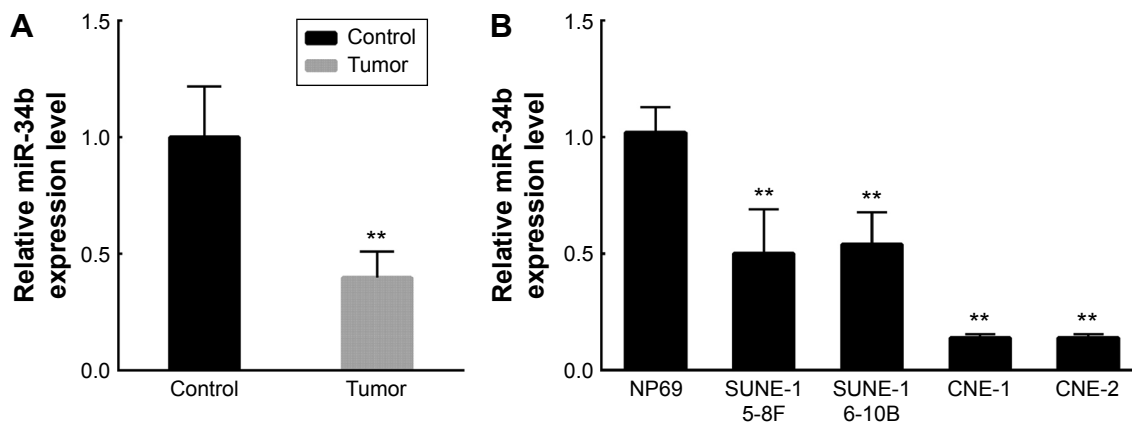 A
Relative miR-34b
expression level
1.5
1.0
0.5
0.0
Control
Tumor
**
Control
Tumor
B
Relative miR-34b
expression level
1.5
1.0
0.5
0.0
**
**
**
**
NP69
SUNE-1
5-8F
SUNE-1
6-10B
CNE-1
CNE-2